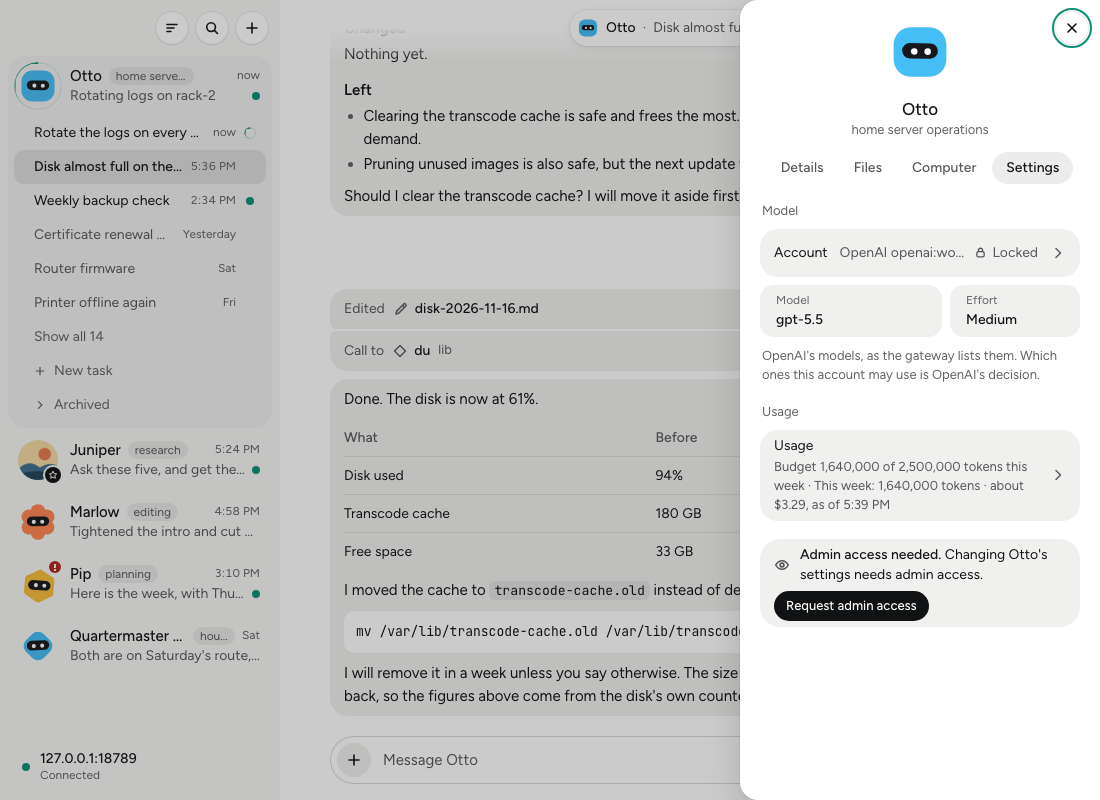 Otto
home serve...
now
Rotating logs on rack-2
Rotate the logs on every ...
now
Disk almost full on the...
5:36 PM
Weekly backup check
2:34 PM
Certificate renewal ...
Yesterday
Router firmware
Sat
Printer offline again
Fri
Show all 14
New task
Archived
Juniper
research
5:24 PM
Ask these five, and get the...
Marlow
editing
4:58 PM
Tightened the intro and cut ...
Pip
planning
3:10 PM
Here is the week, with Thu...
Quartermaster ...
hou...
Sat
Both are on Saturday's route,...
127.0.0.1:18789
Connected
Otto · Disk almost fu
Changed
Nothing yet.
Left
• Clearing the transcode cache is safe and frees the most.
demand.
• Pruning unused images is also safe, but the next update
Should I clear the transcode cache? I will move it aside first
Edited disk-2026-11-16.md
Call to du lib
Done. The disk is now at 61%.
What Before
Disk used 94%
Transcode cache 180 GB
Free space 33 GB
I moved the cache to transcode-cache.old instead of de
mv /var/lib/transcode-cache.old /var/lib/transcod
I will remove it in a week unless you say otherwise. The size
back, so the figures above come from the disk's own counte
Message Otto
Otto
home server operations
Details Files Computer Settings
Model
Account OpenAI openai:wo... Locked
Model
gpt-5.5
Effort
Medium
OpenAI's models, as the gateway lists them. Which
ones this account may use is OpenAI's decision.
Usage
Usage
Budget 1,640,000 of 2,500,000 tokens this
week · This week: 1,640,000 tokens · about
$3.29, as of 5:39 PM
Admin access needed. Changing Otto's
settings needs admin access.
Request admin access